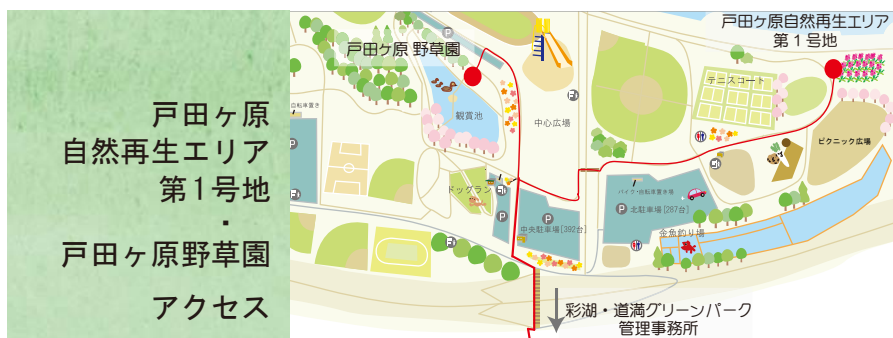 戸田ヶ原
自然再生エリア
第1号地
・
戸田ヶ原野草園
アクセス
戸田ヶ原 野草園
戸田ヶ原自然再生エリア
第1号地
P
自転車置き
観賞池
中心広場
テニスコート
ピクニック広場
P
ドッグラン
バイク・自転車置き場
P 北駐車場[287台]
P
P
中央駐車場[392台]
金魚釣り場
彩湖・道満グリーンパーク
管理事務所